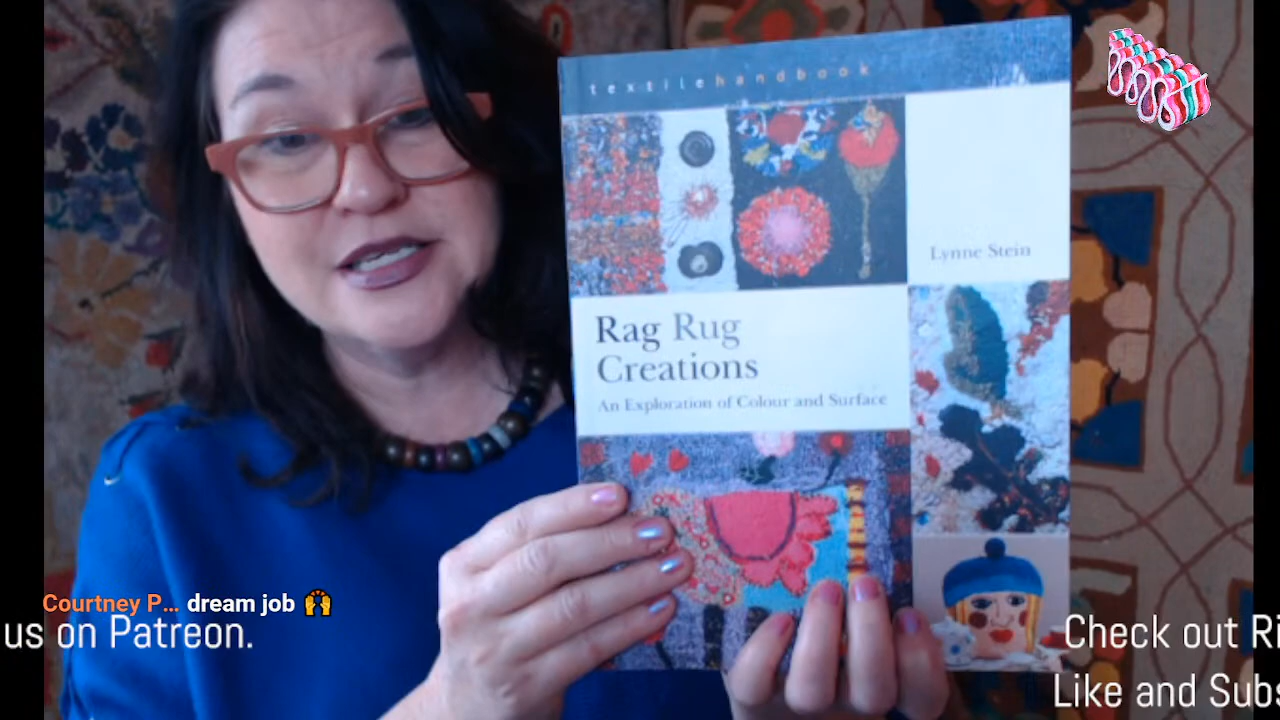 textilehandbook
Lynne Stein
Rag Rug
Creations
An Exploration of Colour and Surface
Courtney P... dream job 🙌
us on Patreon.
Check out Ri
Like and Subs